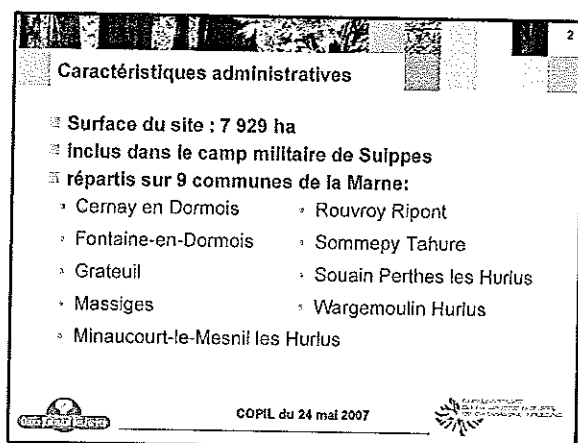 2
Caractéristiques administratives
Surface du site : 7 929 ha
inclus dans le camp militaire de Suippes
répartis sur 9 communes de la Marne:
Cernay en Dormois
Fontaine-en-Dormois
Grateuil
Massiges
Minaucourt-le-Mesnil les Hurlus
Rouvroy Ripont
Sommepy Tahure
Souain Perthes les Hurlus
Wargemoulin Hurlus
COPIL du 24 mai 2007